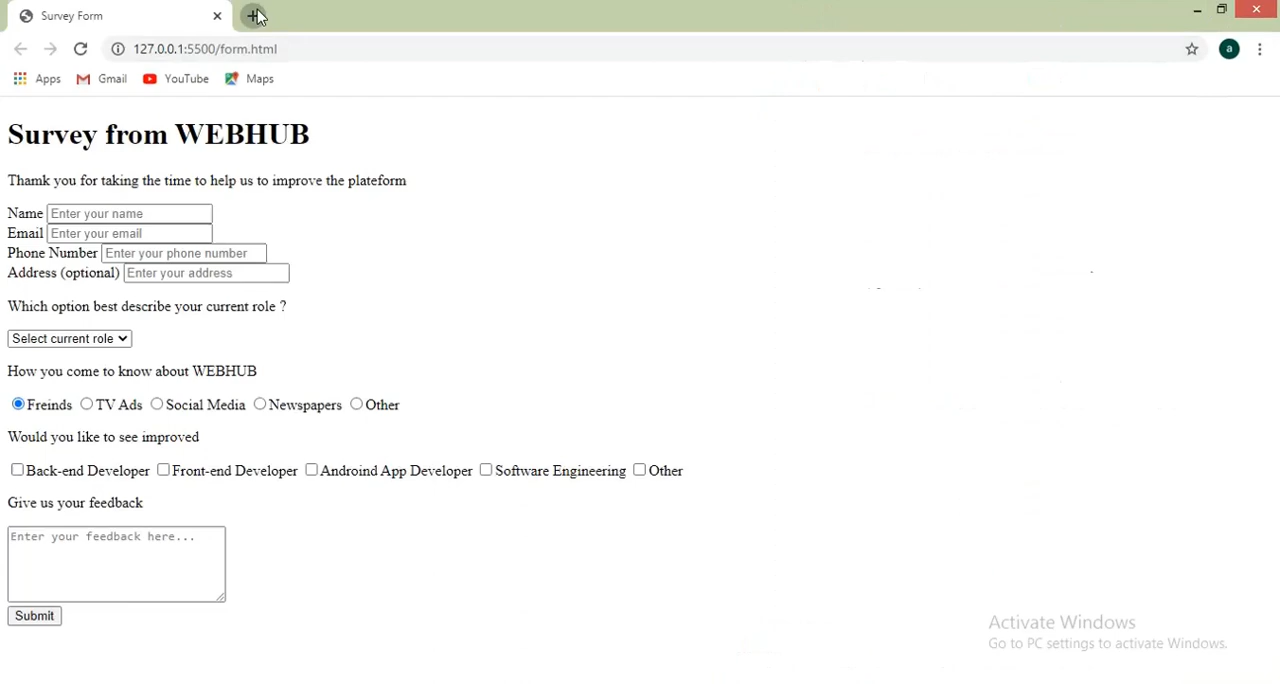 Survey Form
127.0.0.1:5500/form.html
a
Apps Gmail YouTube Maps
Survey from WEBHUB
Thamk you for taking the time to help us to improve the plateform
Name Enter your name
Email Enter your email
Phone Number Enter your phone number
Address (optional) Enter your address
Which option best describe your current role ?
Select current role
How you come to know about WEBHUB
Freinds TV Ads Social Media Newspapers Other
Would you like to see improved
Back-end Developer Front-end Developer Androind App Developer Software Engineering Other
Give us your feedback
Enter your feedback here...
Submit
Activate Windows
Go to PC settings to activate Windows.